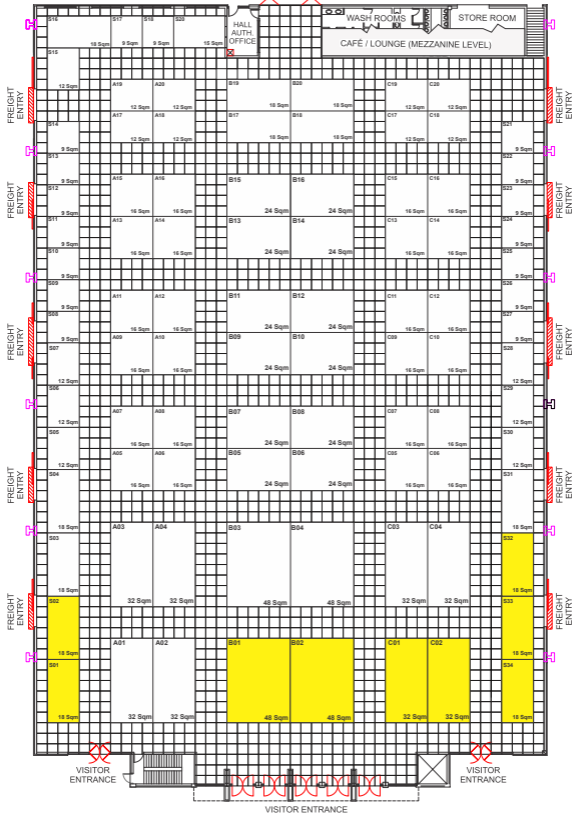 S16
S17
S19
S20
18 Sqm
9 Sqm
9 Sqm
15 Sqm
HALL
AUTH.
OFFICE
WASH ROOMS
STORE ROOM
CAFÉ / LOUNGE (MEZZANINE LEVEL)
S15
12 Sqm
A19
A20
12 Sqm
12 Sqm
B19
B20
18 Sqm
18 Sqm
C19
C20
12 Sqm
12 Sqm
FREIGHT
ENTRY
FREIGHT
ENTRY
A17
A18
12 Sqm
12 Sqm
B17
B18
18 Sqm
18 Sqm
C17
C18
12 Sqm
12 Sqm
S14
9 Sqm
S21
9 Sqm
S13
9 Sqm
S22
9 Sqm
A15
A16
16 Sqm
16 Sqm
B15
B16
24 Sqm
24 Sqm
C15
C16
16 Sqm
16 Sqm
FREIGHT
ENTRY
FREIGHT
ENTRY
S12
9 Sqm
S23
9 Sqm
A13
A14
16 Sqm
16 Sqm
B13
B14
24 Sqm
24 Sqm
C13
C14
16 Sqm
16 Sqm
S11
9 Sqm
S24
9 Sqm
S10
9 Sqm
S25
9 Sqm
S09
9 Sqm
S26
9 Sqm
A11
A12
16 Sqm
16 Sqm
B11
B12
24 Sqm
24 Sqm
C11
C12
16 Sqm
16 Sqm
S08
9 Sqm
S27
9 Sqm
FREIGHT
ENTRY
FREIGHT
ENTRY
A09
A10
16 Sqm
16 Sqm
B09
B10
24 Sqm
24 Sqm
C09
C10
16 Sqm
16 Sqm
S07
12 Sqm
S28
12 Sqm
S06
12 Sqm
S29
12 Sqm
A07
A08
16 Sqm
16 Sqm
B07
B08
24 Sqm
24 Sqm
C07
C08
16 Sqm
16 Sqm
S05
12 Sqm
S30
12 Sqm
A05
A06
16 Sqm
16 Sqm
B05
B06
24 Sqm
24 Sqm
C05
C06
16 Sqm
16 Sqm
FREIGHT
ENTRY
FREIGHT
ENTRY
S04
18 Sqm
S31
18 Sqm
A03
A04
32 Sqm
32 Sqm
B03
B04
48 Sqm
48 Sqm
C03
C04
32 Sqm
32 Sqm
S03
18 Sqm
S32
18 Sqm
FREIGHT
ENTRY
FREIGHT
ENTRY
S02
18 Sqm
S33
18 Sqm
A01
A02
32 Sqm
32 Sqm
B01
B02
48 Sqm
48 Sqm
C01
C02
32 Sqm
32 Sqm
S01
18 Sqm
S34
18 Sqm
VISITOR
ENTRANCE
VISITOR
ENTRANCE
VISITOR ENTRANCE